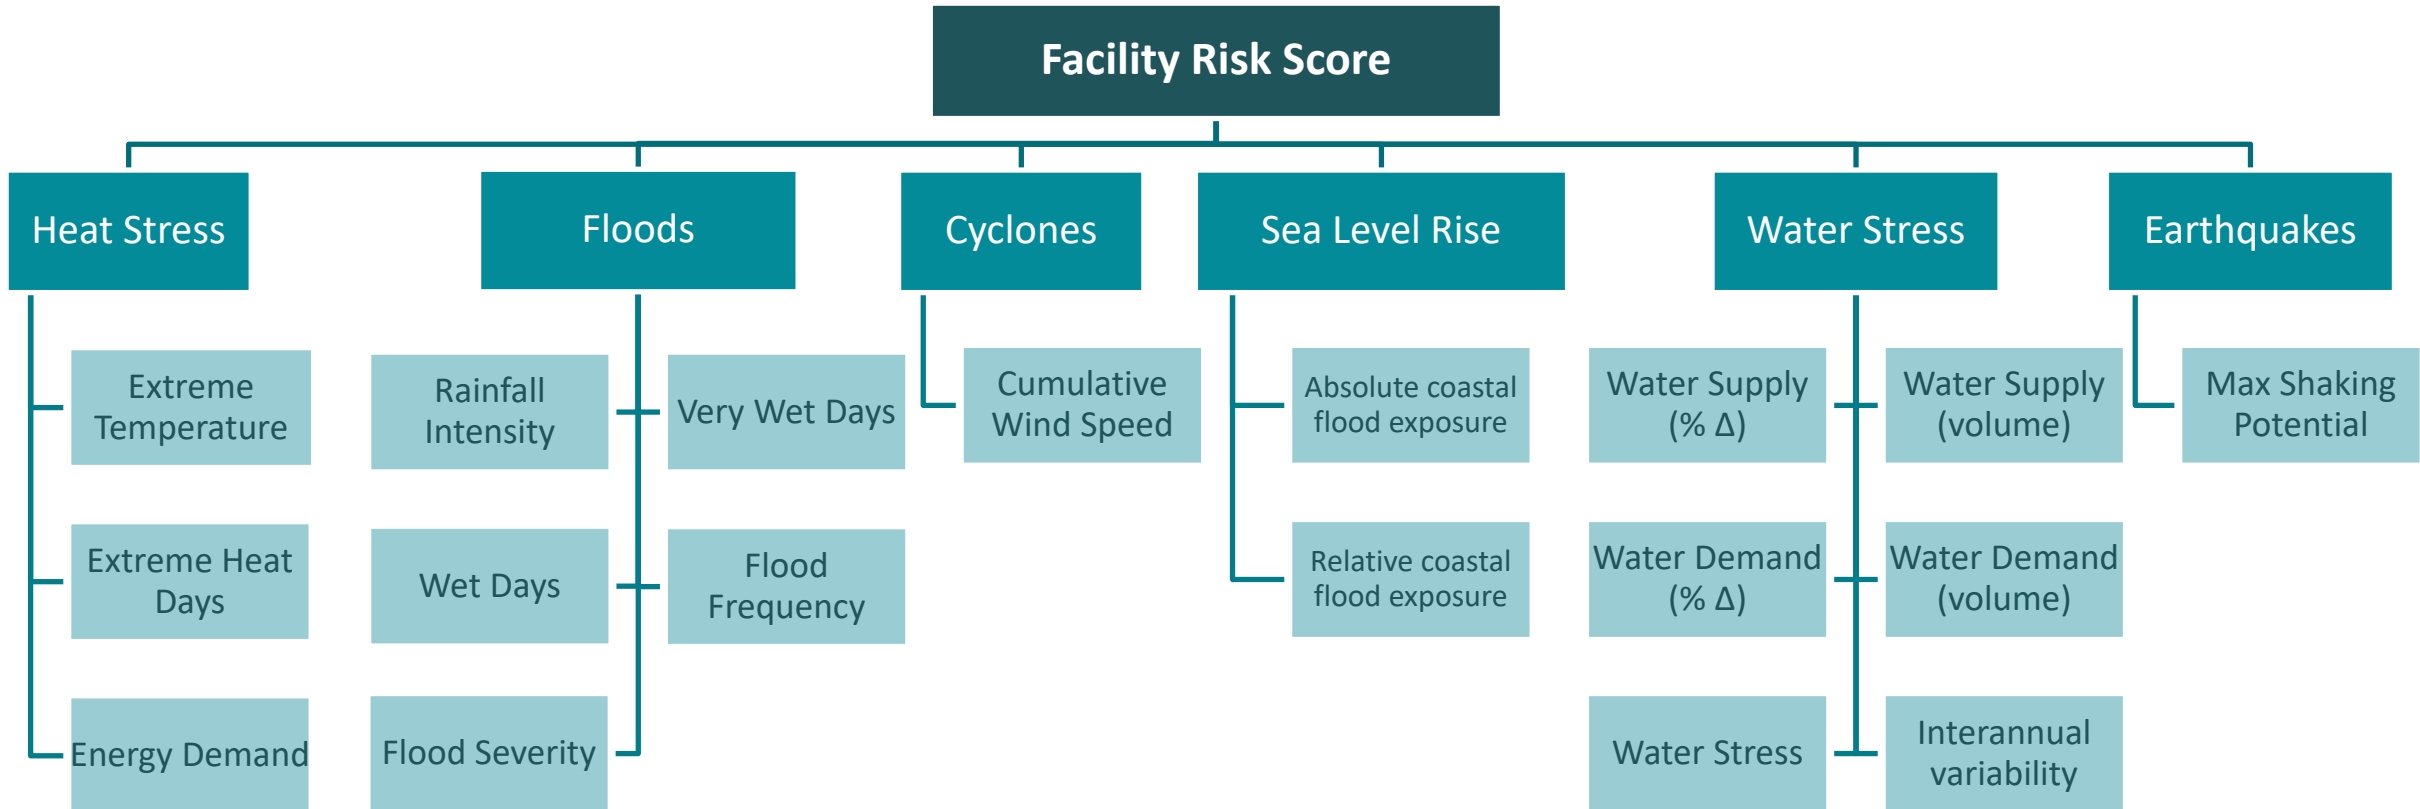 Facility Risk Score
Heat Stress
Floods
Cyclones
Sea Level Rise
Water Stress
Earthquakes
Extreme
Temperature
Extreme Heat
Days
Energy Demand
Rainfall
Intensity
Very Wet Days
Wet Days
Flood
Frequency
Flood Severity
Cumulative
Wind Speed
Absolute coastal
flood exposure
Relative coastal
flood exposure
Water Supply
(% Δ)
Water Supply
(volume)
Water Demand
(% Δ)
Water Demand
(volume)
Water Stress
Interannual
variability
Max Shaking
Potential